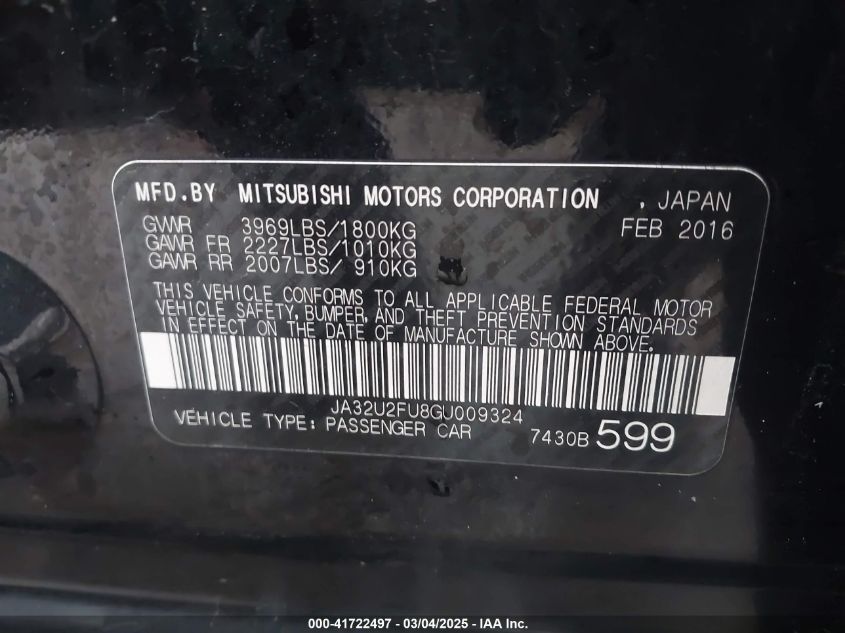 MFD.BY MITSUBISHI MOTORS CORPORATION , JAPAN
FEB 2016
GVWR 3969LBS/1800KG
GAWR FR 2227LBS/1010KG
GAWR RR 2007LBS/ 910KG
THIS VEHICLE CONFORMS TO ALL APPLICABLE FEDERAL MOTOR
VEHICLE SAFETY, BUMPER, AND THEFT PREVENTION STANDARDS
IN EFFECT ON THE DATE OF MANUFACTURE SHOWN ABOVE.
JA32U2FU8GU009324
VEHICLE TYPE: PASSENGER CAR 7430B 599
000-41722497 - 03/04/2025 - IAA Inc.